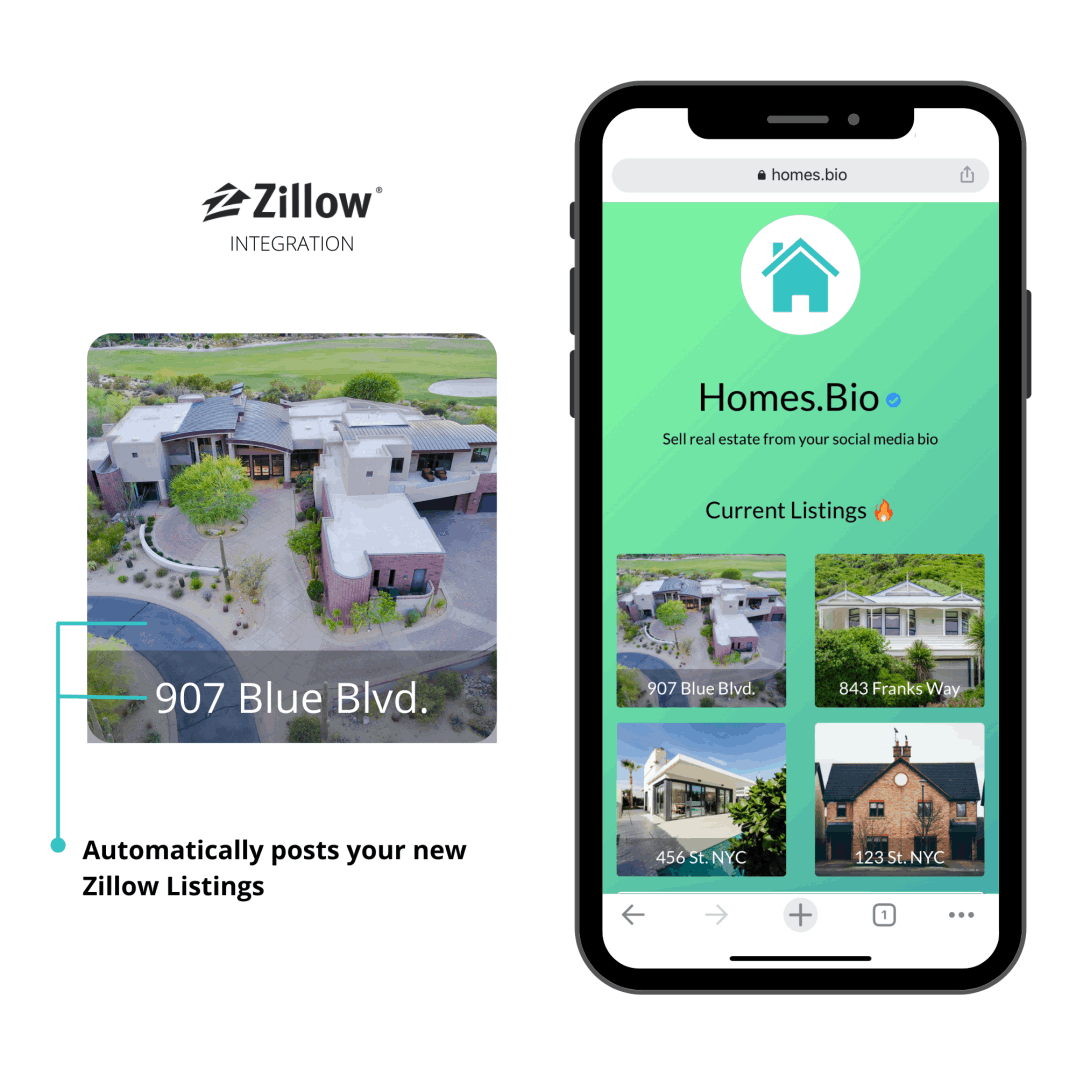 Zillow®
INTEGRATION
907 Blue Blvd.
Automatically posts your new
Zillow Listings
homes.bio
Homes.Bio
Sell real estate from your social media bio
Current Listings 🔥
907 Blue Blvd.
843 Franks Way
456 St. NYC
123 St. NYC
1